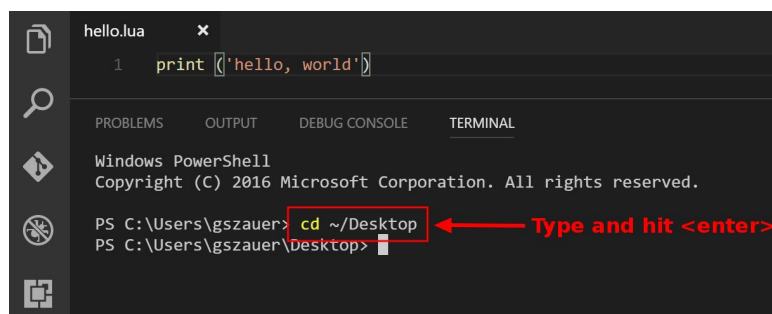 hello.lua ×
1 print ('hello, world')
PROBLEMS OUTPUT DEBUG CONSOLE TERMINAL
Windows PowerShell
Copyright (C) 2016 Microsoft Corporation. All rights reserved.
PS C:\Users\gszauer> cd ~/Desktop Type and hit <enter>
PS C:\Users\gszauer\Desktop>